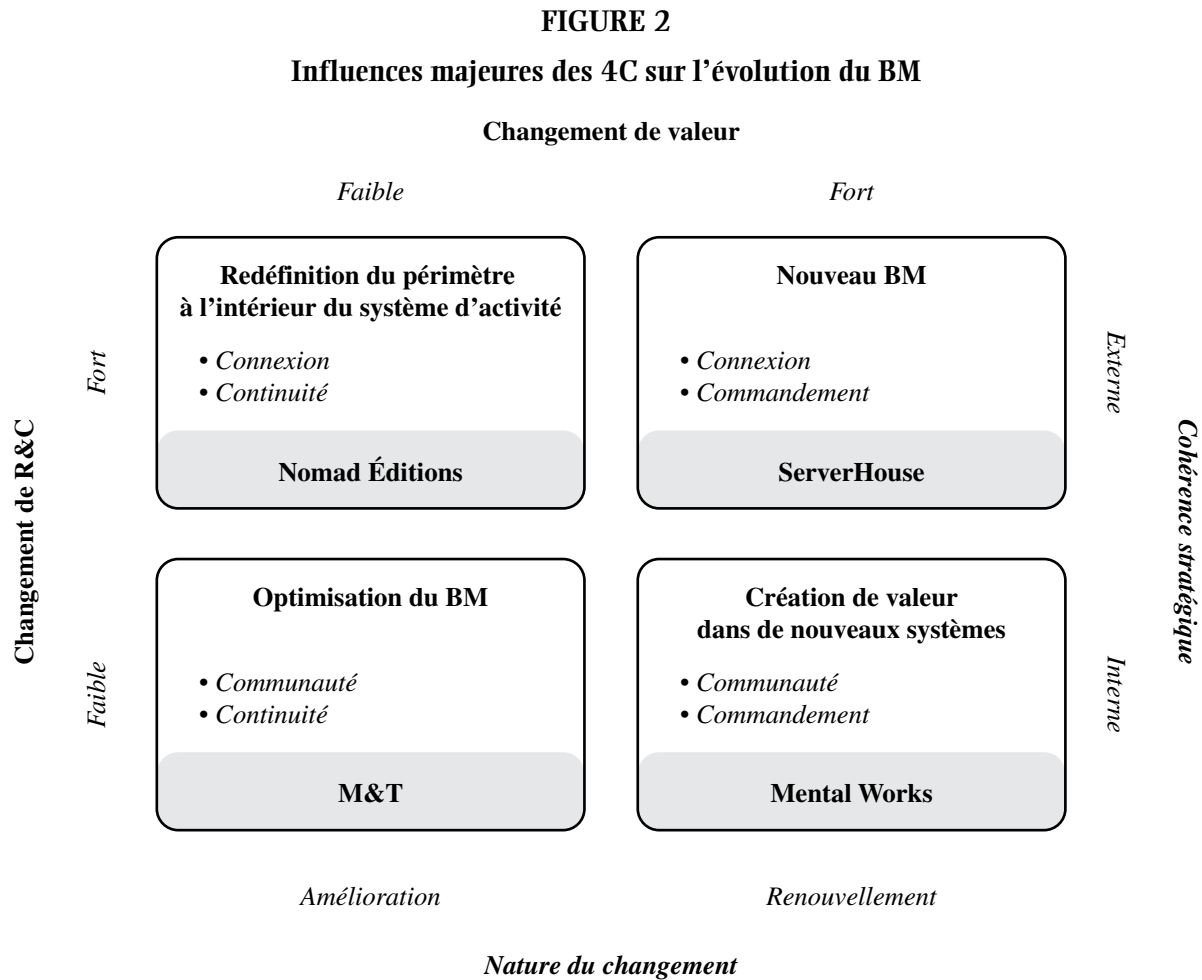 FIGURE 2
Influences majeures des 4C sur l'évolution du BM
Changement de valeur
Faible
Fort
Changement de R&C
Fort
Faible
Redéfinition du périmètre
à l'intérieur du système d'activité
• Connexion
• Continuité
Nomad Éditions
Nouveau BM
• Connexion
• Commandement
ServerHouse
Optimisation du BM
• Communauté
• Continuité
M&T
Création de valeur
dans de nouveaux systèmes
• Communauté
• Commandement
Mental Works
Externe
Interne
Cohérence stratégique
Amélioration
Renouvellement
Nature du changement